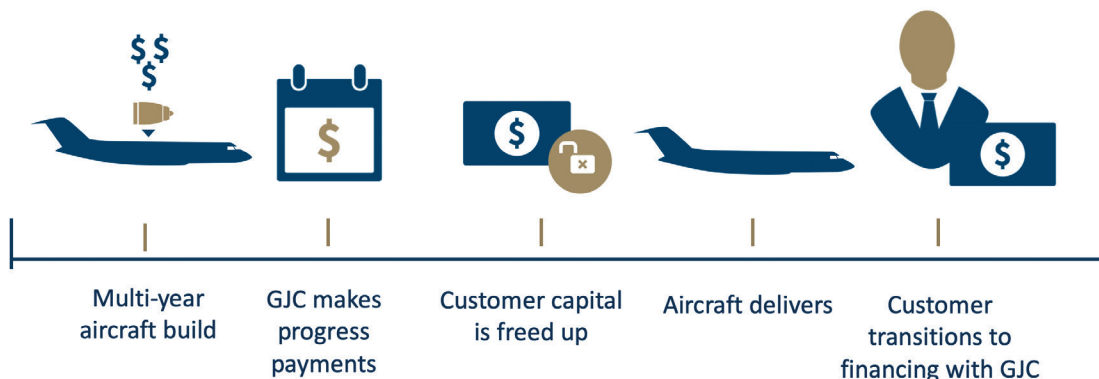 $ $
$
$
$
$
$
Multi-year
aircraft build
GJC makes
progress
payments
Customer capital
is freed up
Aircraft delivers
Customer
transitions to
financing with GJC